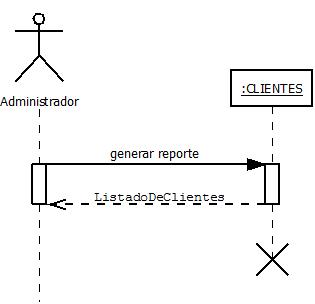 :CLIENTES
Administrador
generar reporte
ListadoDeClientes